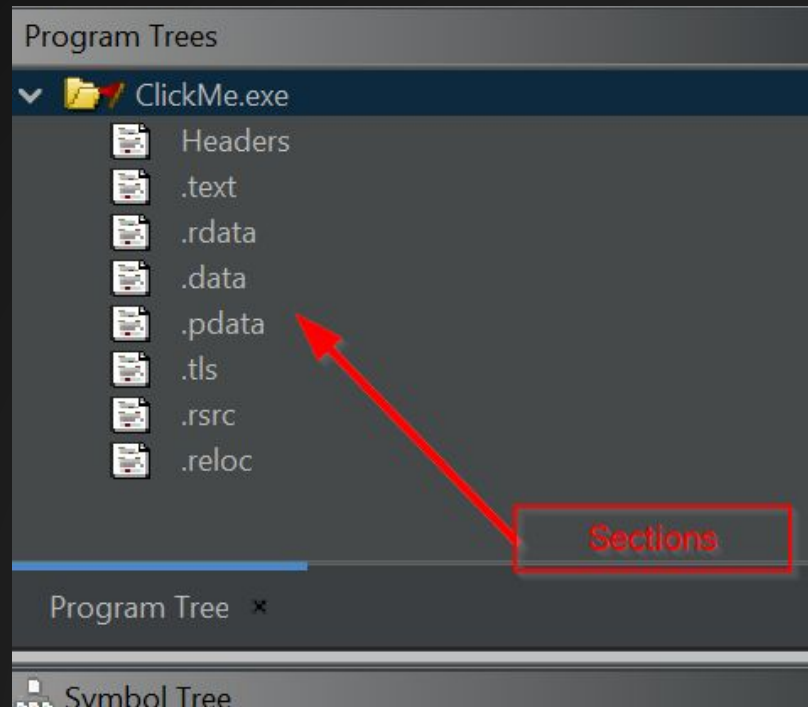 Program Trees
ClickMe.exe
Headers
.text
.rdata
.data
.pdata
.tls
.rsrc
.reloc
Sections
Program Tree ×
Symbol Tree